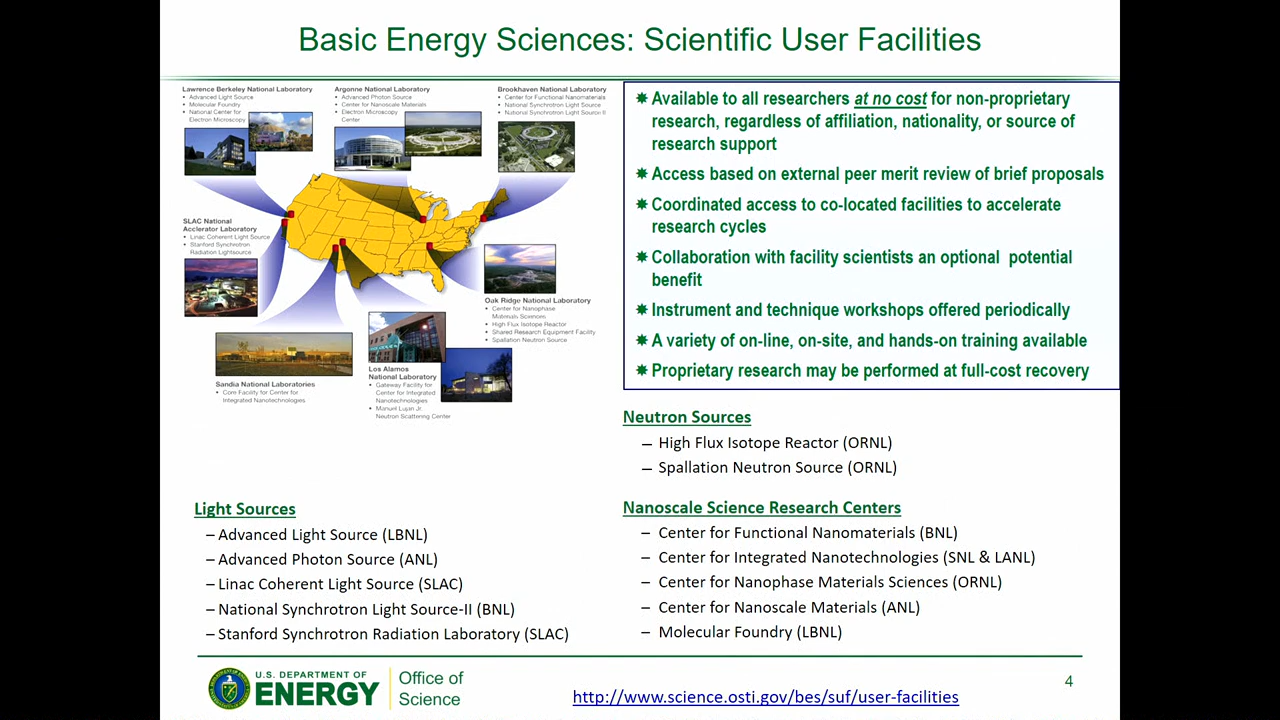 Basic Energy Sciences: Scientific User Facilities
Lawrence Berkeley National Laboratory
• Advanced Light Source
• Molecular Foundry
• National Center for
Electron Microscopy
Argonne National Laboratory
• Advanced Photon Source
• Center for Nanoscale Materials
• Electron Microscopy
Center
Brookhaven National Laboratory
• Center for Functional Nanomaterials
• National Synchrotron Light Source
• National Synchrotron Light Source II
SLAC National
Acclerator Laboratory
• Linac Coherent Light Source
• Stanford Synchrotron
Radiation Lightsource
Oak Ridge National Laboratory
• Center for Nanophase
Materials Sciences
• High Flux Isotope Reactor
• Shared Research Equipment Facility
• Spallation Neutron Source
Sandia National Laboratories
• Core Facility for Center for
Integrated Nanotechnologies
Los Alamos
National Laboratory
• Gateway Facility for
Center for Integrated
Nanotechnologies
• Manuel Lujan Jr.
Neutron Scattering Center
✷ Available to all researchers at no cost for non-proprietary
research, regardless of affiliation, nationality, or source of
research support
✷ Access based on external peer merit review of brief proposals
✷ Coordinated access to co-located facilities to accelerate
research cycles
✷ Collaboration with facility scientists an optional potential
benefit
✷ Instrument and technique workshops offered periodically
✷ A variety of on-line, on-site, and hands-on training available
✷ Proprietary research may be performed at full-cost recovery
Neutron Sources
– High Flux Isotope Reactor (ORNL)
– Spallation Neutron Source (ORNL)
Light Sources
– Advanced Light Source (LBNL)
– Advanced Photon Source (ANL)
– Linac Coherent Light Source (SLAC)
– National Synchrotron Light Source-II (BNL)
– Stanford Synchrotron Radiation Laboratory (SLAC)
Nanoscale Science Research Centers
– Center for Functional Nanomaterials (BNL)
– Center for Integrated Nanotechnologies (SNL & LANL)
– Center for Nanophase Materials Sciences (ORNL)
– Center for Nanoscale Materials (ANL)
– Molecular Foundry (LBNL)
U.S. DEPARTMENT OF
ENERGY
Office of
Science
http://www.science.osti.gov/bes/suf/user-facilities
4